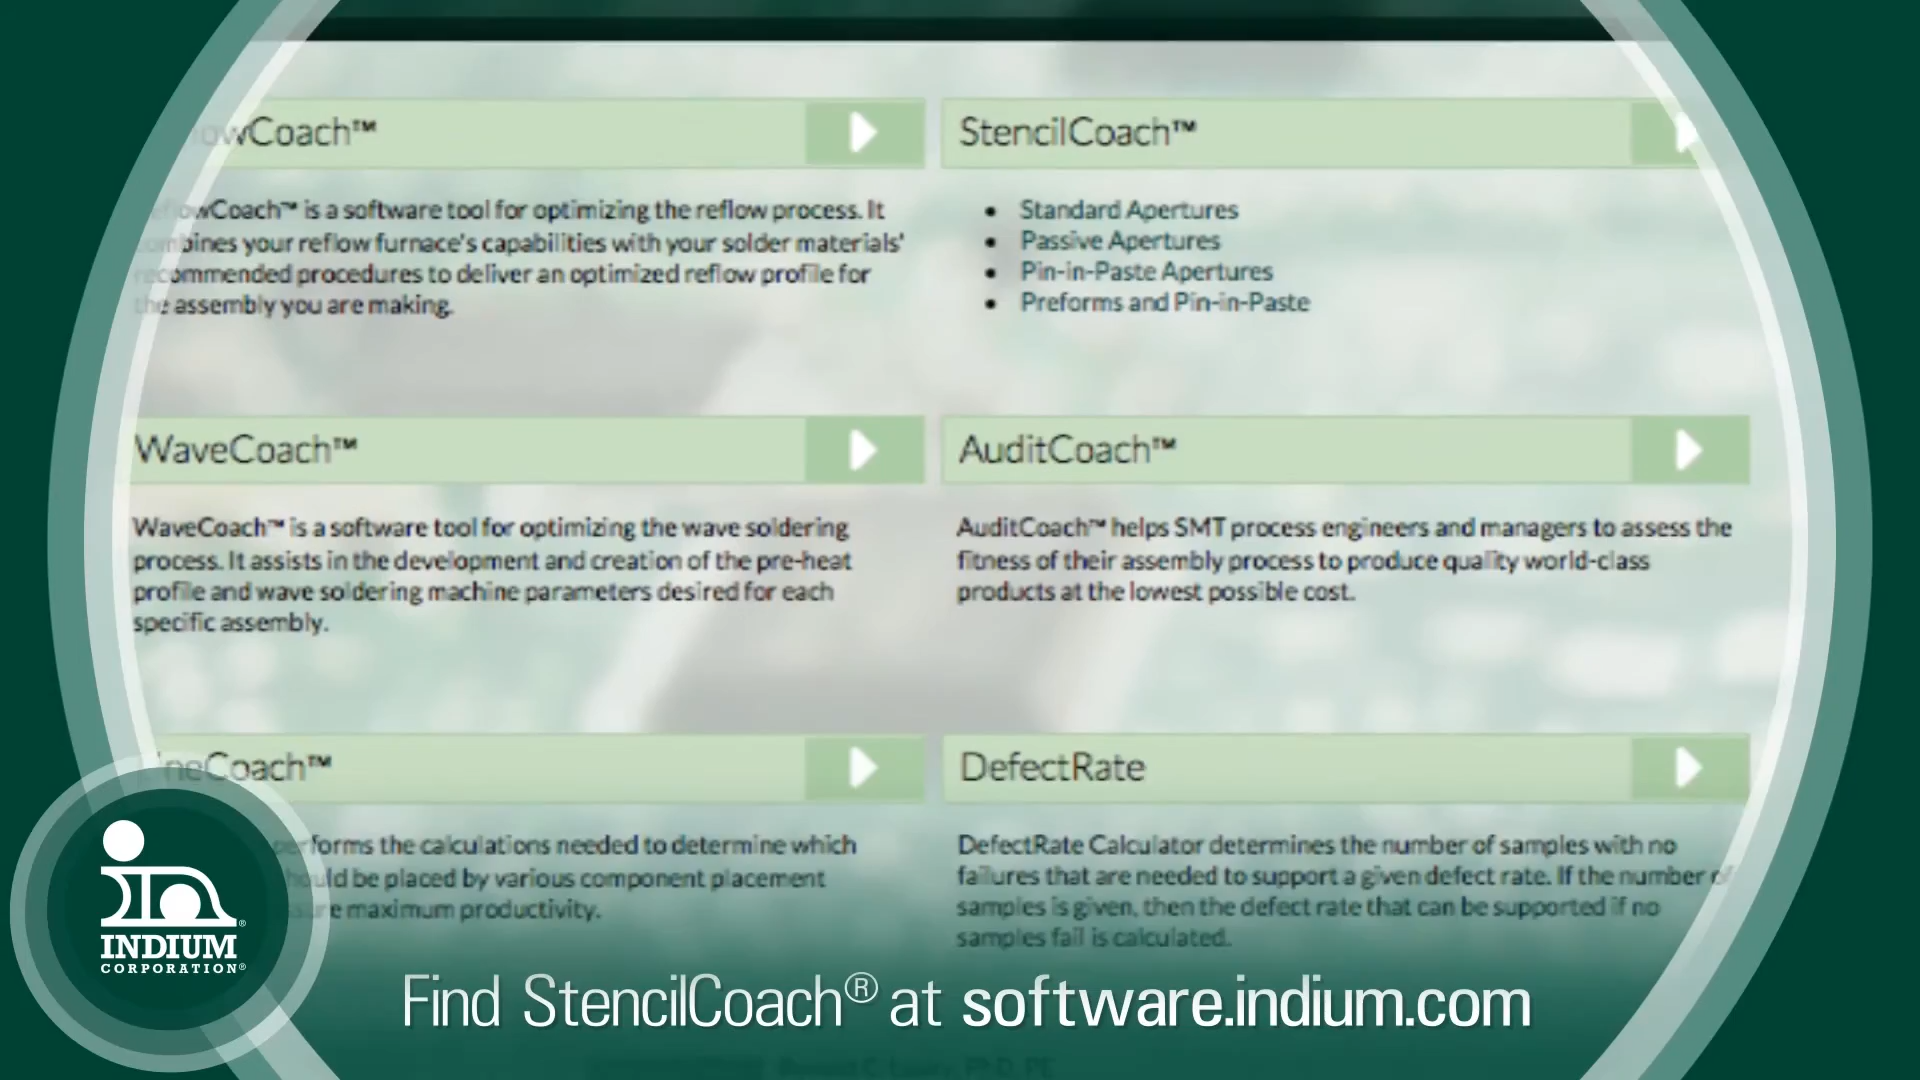 owCoach™
StencilCoach™
owCoach™ is a software tool for optimizing the reflow process. It
combines your reflow furnace's capabilities with your solder materials'
recommended procedures to deliver an optimized reflow profile for
the assembly you are making.
• Standard Apertures
• Passive Apertures
• Pin-in-Paste Apertures
• Preforms and Pin-in-Paste
WaveCoach™
AuditCoach™
WaveCoach™ is a software tool for optimizing the wave soldering
process. It assists in the development and creation of the pre-heat
profile and wave soldering machine parameters desired for each
specific assembly.
AuditCoach™ helps SMT process engineers and managers to assess the
fitness of their assembly process to produce quality world-class
products at the lowest possible cost.
ineCoach™
DefectRate
performs the calculations needed to determine which
should be placed by various component placement
maximum productivity.
DefectRate Calculator determines the number of samples with no
failures that are needed to support a given defect rate. If the number of
samples is given, then the defect rate that can be supported if no
samples fail is calculated.
INDIUM
CORPORATION®
Find StencilCoach® at software.indium.com